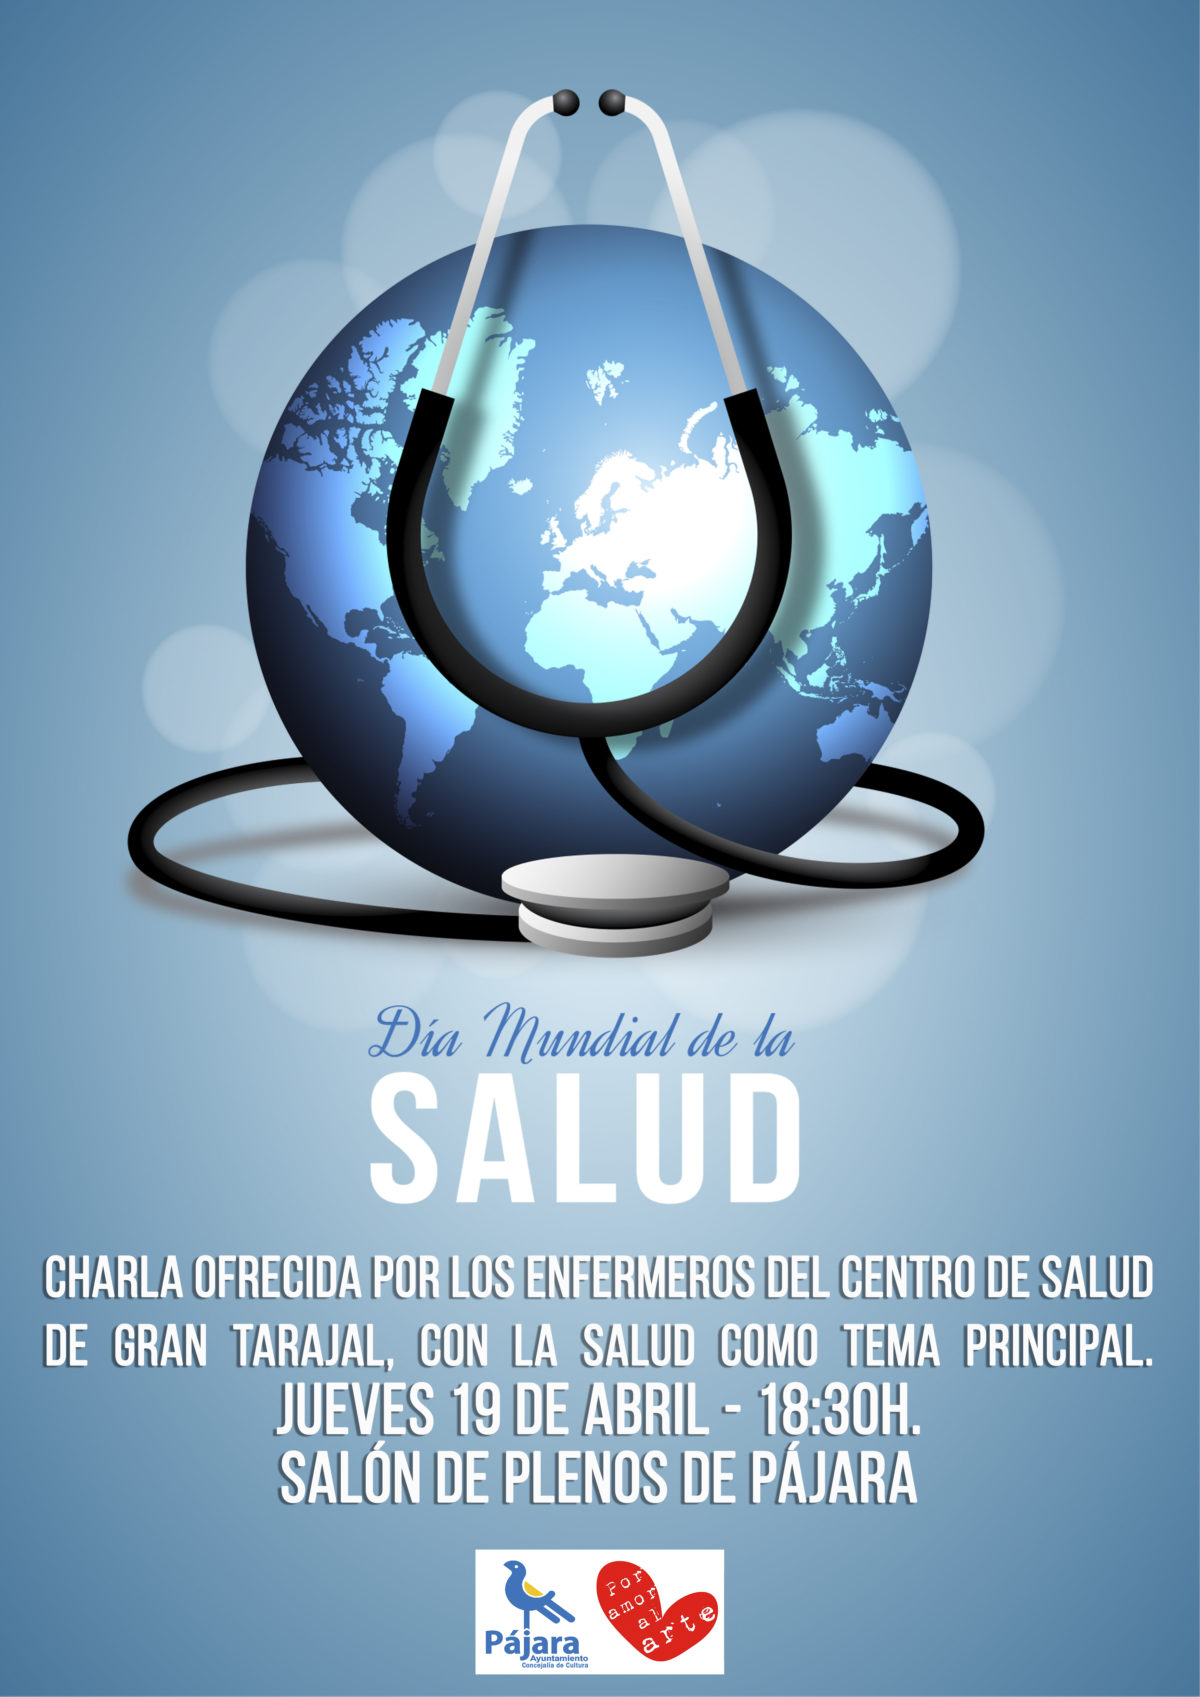 Día Mundial de la
SALUD
CHARLA OFRECIDA POR LOS ENFERMEROS DEL CENTRO DE SALUD
DE GRAN TARAJAL, CON LA SALUD COMO TEMA PRINCIPAL.
JUEVES 19 DE ABRIL - 18:30H.
SALÓN DE PLENOS DE PÁJARA
Pájara
Ayuntamiento
Concejalía de Cultura
Por
amor
al
arte